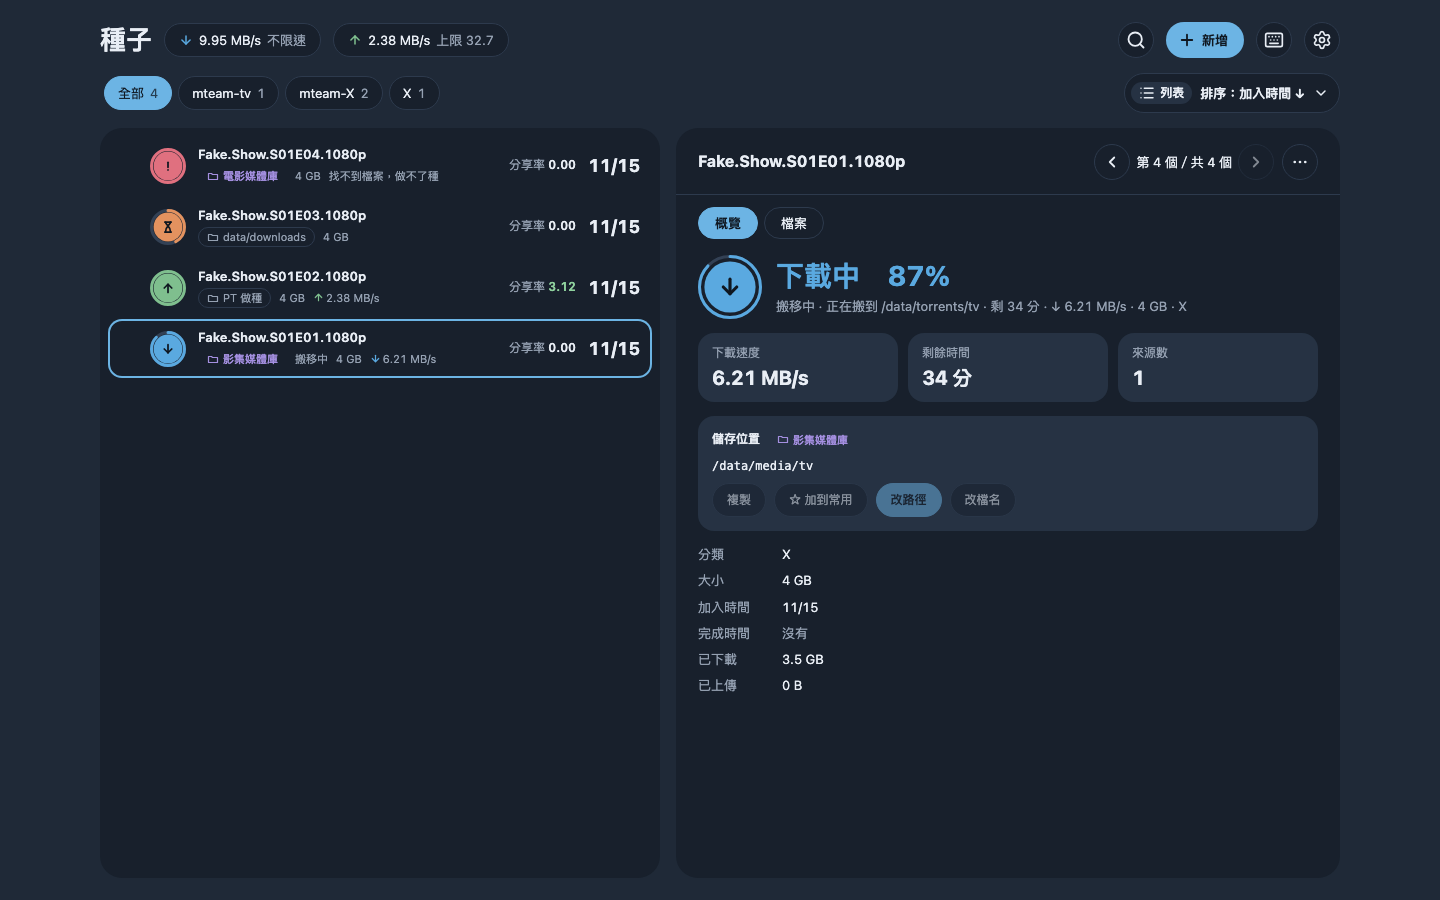 種子
9.95 MB/s 不限速
2.38 MB/s 上限 32.7
新增
全部 4
mteam-tv 1
mteam-X 2
X 1
列表
排序：加入時間 ↓
Fake.Show.S01E04.1080p
電影媒體庫 4 GB 找不到檔案，做不了種
分享率 0.00
11/15
Fake.Show.S01E03.1080p
data/downloads 4 GB
分享率 0.00
11/15
Fake.Show.S01E02.1080p
PT 做種 4 GB ↑ 2.38 MB/s
分享率 3.12
11/15
Fake.Show.S01E01.1080p
影集媒體庫 搬移中 4 GB ↓ 6.21 MB/s
分享率 0.00
11/15
Fake.Show.S01E01.1080p
第 4 個 / 共 4 個
概覽
檔案
下載中 87%
搬移中 · 正在搬到 /data/torrents/tv · 剩 34 分 · ↓ 6.21 MB/s · 4 GB · X
下載速度
6.21 MB/s
剩餘時間
34 分
來源數
1
儲存位置 影集媒體庫
/data/media/tv
複製
☆ 加到常用
改路徑
改檔名
分類 X
大小 4 GB
加入時間 11/15
完成時間 沒有
已下載 3.5 GB
已上傳 0 B